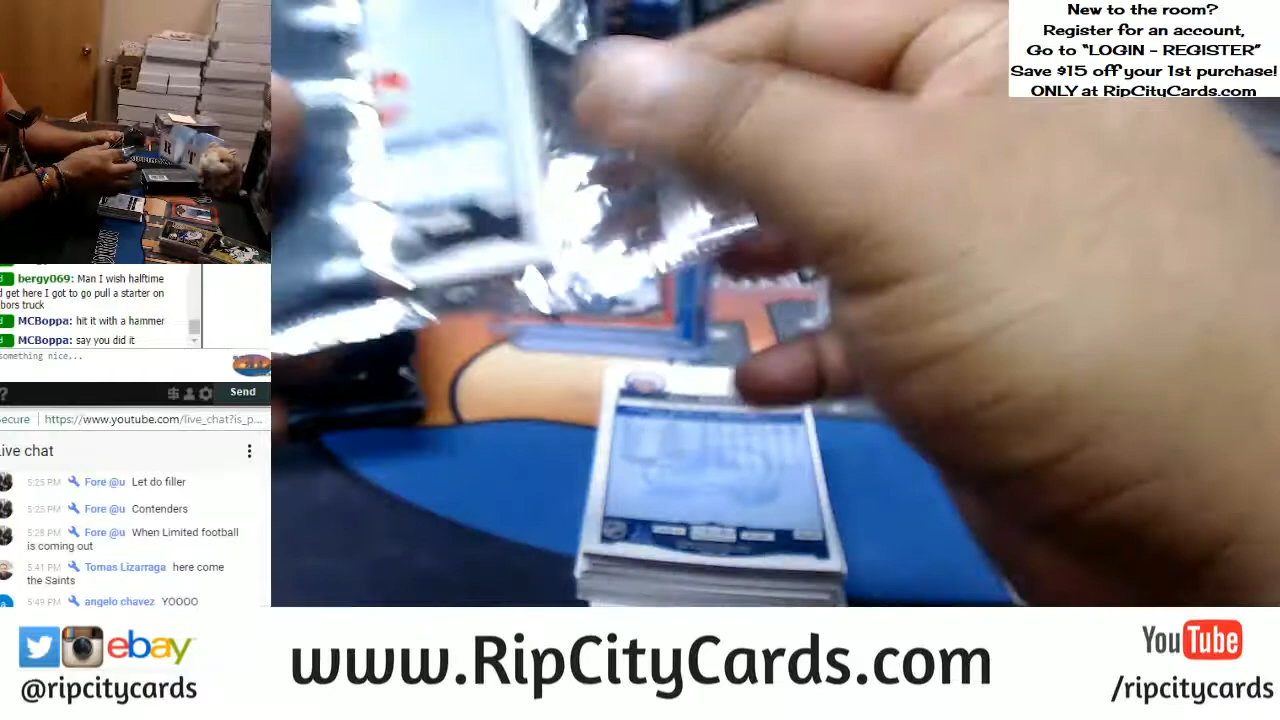 New to the room?
Register for an account,
Go to “LOGIN - REGISTER”
Save $15 off your 1st purchase!
ONLY at RipCityCards.com
R T
bergy069: Man I wish halftime
get here I got to go pull a starter on
bors truck
MCBoppa: hit it with a hammer
MCBoppa: say you did it
something nice...
?
Send
ecure https://www.youtube.com/live_chat?is_p...
ive chat
5:25 PM Fore @u Let do filler
5:25 PM Fore @u Contenders
5:28 PM Fore @u When Limited football
is coming out
5:41 PM Tomas Lizarraga here come
the Saints
5:49 PM angelo chavez YOOOO
ebay
@ripcitycards
www.RipCityCards.com
YouTube
/ripcitycards